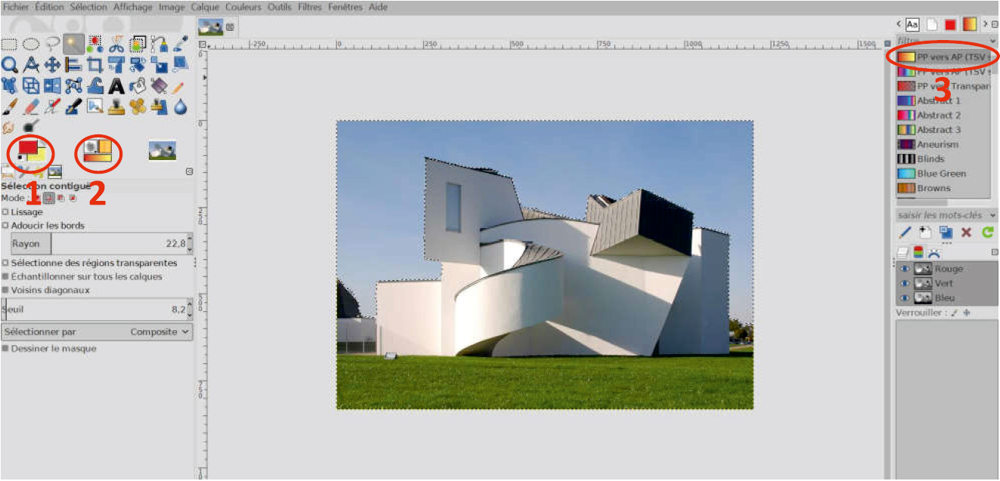 Fichier Édition Sélection Affichage Image Calque Couleurs Outils Filtres Fenêtres Aide
Aa
filtre
-250
0
250
500
750
1000
1250
1500
PP vers AP (TSV
PP vers AP (TSV
PP vers Transpar
Abstract 1
Abstract 2
Abstract 3
Aneurism
Blinds
Blue Green
Browns
1
2
3
Sélection contiguë
Mode :
Lissage
Adoucir les bords
Rayon 22,8
Sélectionne des régions transparentes
Échantillonner sur tous les calques
Voisins diagonaux
Seuil 8,2
Sélectionner par Composite
Dessiner le masque
saisir les mots-clés
Rouge
Vert
Bleu
Verrouiller :
0
250
500
750